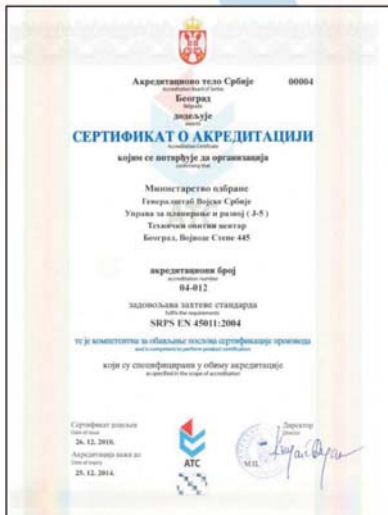 Акредитационо тело Србије 00004
Accreditation Board of Serbia
Београд
Belgrade
додељује
awards
СЕРТИФИКАТ О АКРЕДИТАЦИЈИ
Accreditation Certificate
којим се потврђује да организација
confirming that
Министарство одбране
Генералштаб Војске Србије
Управа за планирање и развој ( Ј-5 )
Технички опитни центар
Београд, Војводе Степе 445
акредитациони број
accreditation number
04-012
задовољава захтеве стандарда
fulfils the requirements
SRPS EN 45011:2004
те је компетентна за обављање послова сертификације производа
and is competent to perform product certification
који су специфицирани у обиму акредитације
as specified in the scope of accreditation
Сертификат додељен
Date of issue
26. 12. 2010.
Акредитација важи до
Date of expiry
25. 12. 2014.
АТС
Директор
Director
М.П.